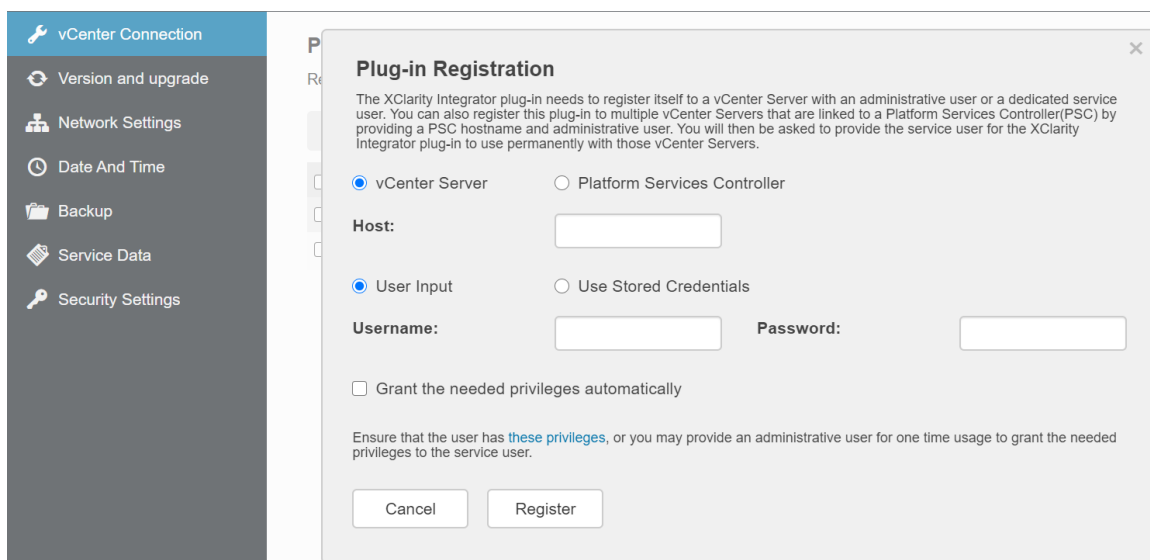 vCenter Connection
Version and upgrade
Network Settings
Date And Time
Backup
Service Data
Security Settings
P
Re
×
Plug-in Registration
The XClarity Integrator plug-in needs to register itself to a vCenter Server with an administrative user or a dedicated service
user. You can also register this plug-in to multiple vCenter Servers that are linked to a Platform Services Controller(PSC) by
providing a PSC hostname and administrative user. You will then be asked to provide the service user for the XClarity
Integrator plug-in to use permanently with those vCenter Servers.
vCenter Server Platform Services Controller
Host:
User Input Use Stored Credentials
Username: Password:
Grant the needed privileges automatically
Ensure that the user has these privileges, or you may provide an administrative user for one time usage to grant the needed
privileges to the service user.
Cancel Register